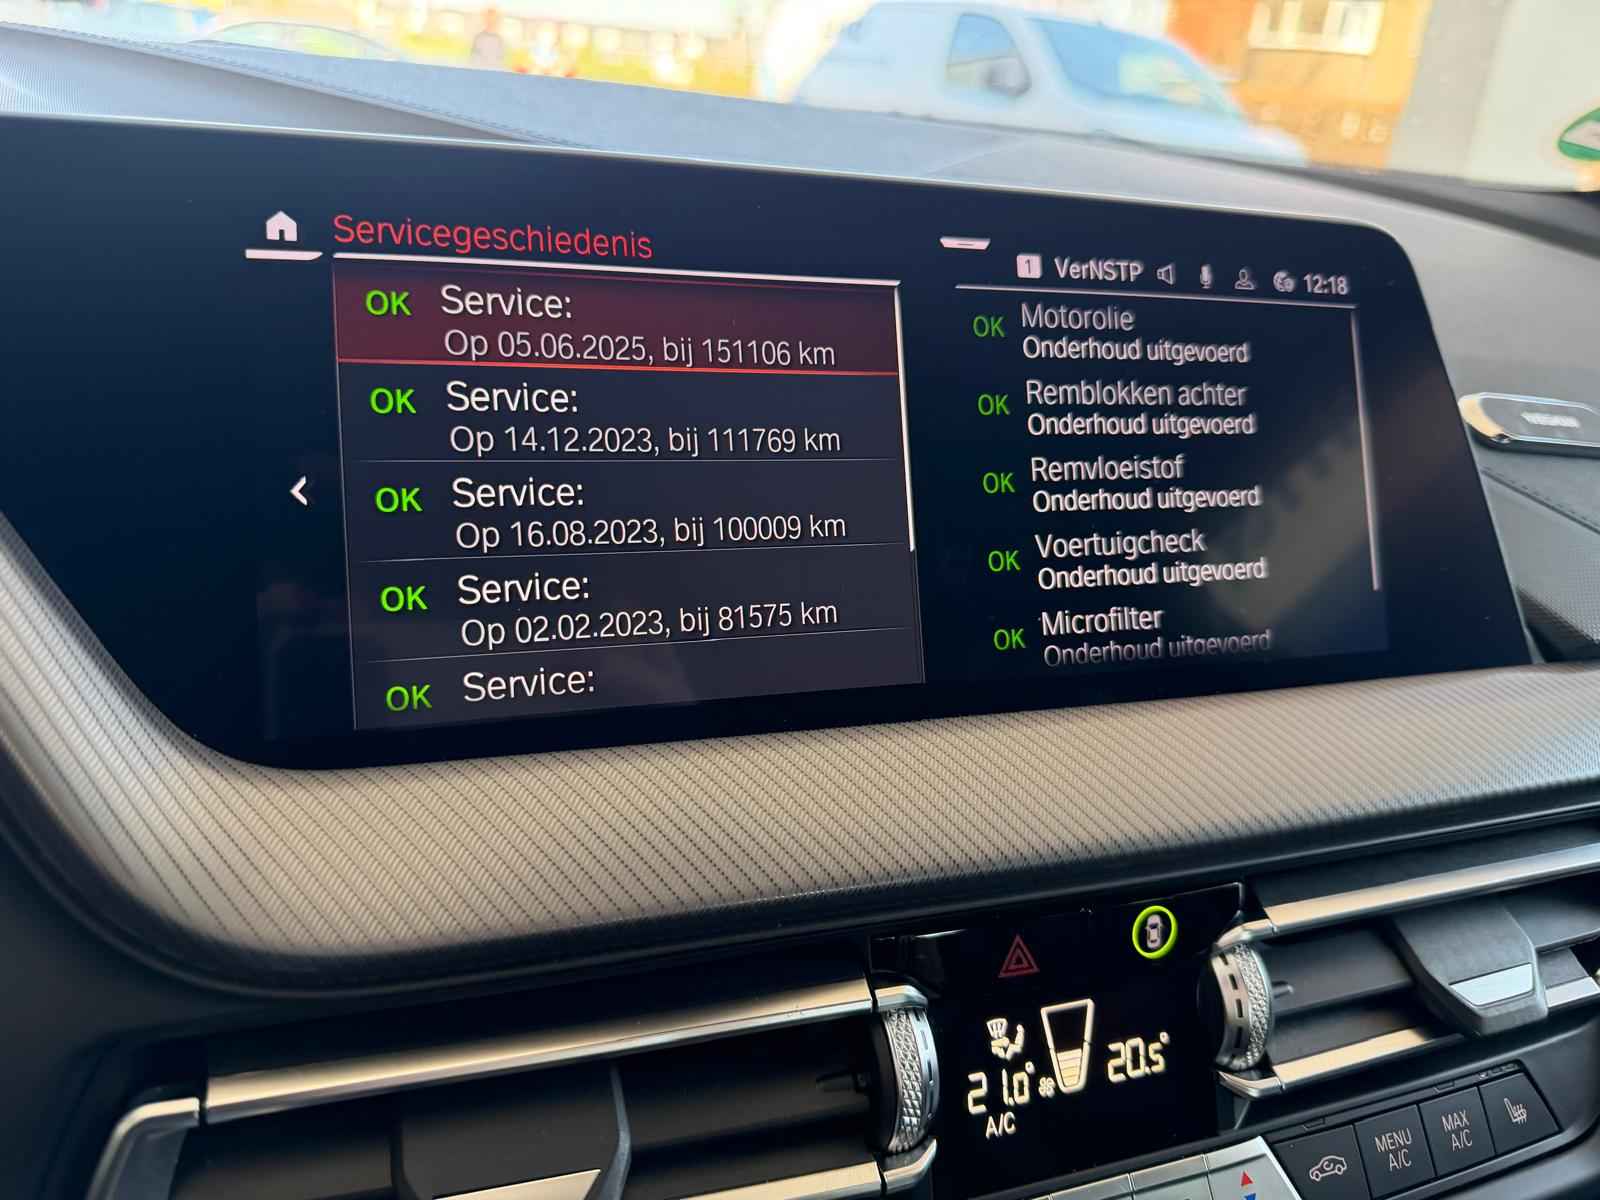 Servicegeschiedenis
OK Service:
Op 05.06.2025, bij 151106 km
OK Service:
Op 14.12.2023, bij 111769 km
OK Service:
Op 16.08.2023, bij 100009 km
OK Service:
Op 02.02.2023, bij 81575 km
OK Service:
1 VerNSTP 12:18
OK Motorolie
Onderhoud uitgevoerd
OK Remblokken achter
Onderhoud uitgevoerd
OK Remvloeistof
Onderhoud uitgevoerd
OK Voertuigcheck
Onderhoud uitgevoerd
OK Microfilter
Onderhoud uitgevoerd
21.0° 20.5°
A/C
MENU
A/C
MAX
A/C